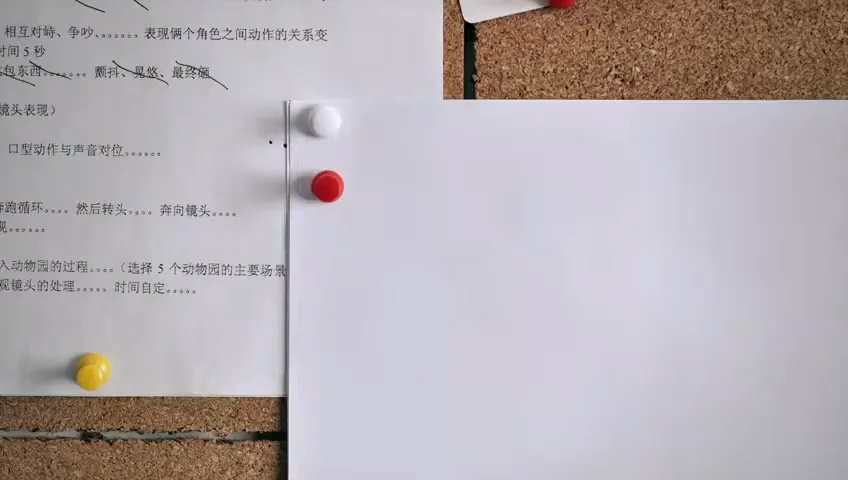 相互对峙、争吵、。。。。。。表现俩个角色之间动作的关系变
时间 5 秒
包东西。。。。。。。颤抖、晃悠、最终砸
镜头表现）
口型动作与声音对位。。。。。。
奔跑循环。。。。然后转头。。。。奔向镜头。。。。
现。。。。。。
入动物园的过程。。。。（选择 5 个动物园的主要场景
观镜头的处理。。。。。时间自定。。。。。